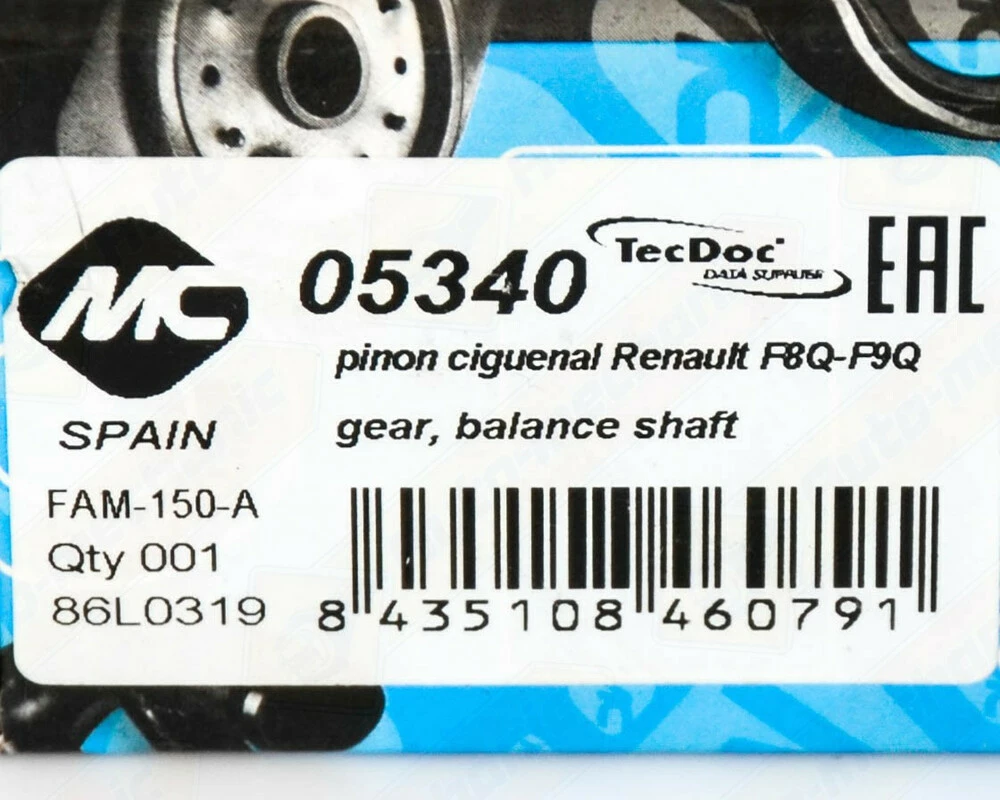 MC
05340
TecDoc
DATA SUPPLIER
EAC
pinon ciguenal Renault F8Q-F9Q
SPAIN
gear, balance shaft
FAM-150-A
Qty 001
86L0319
8 435108 460791